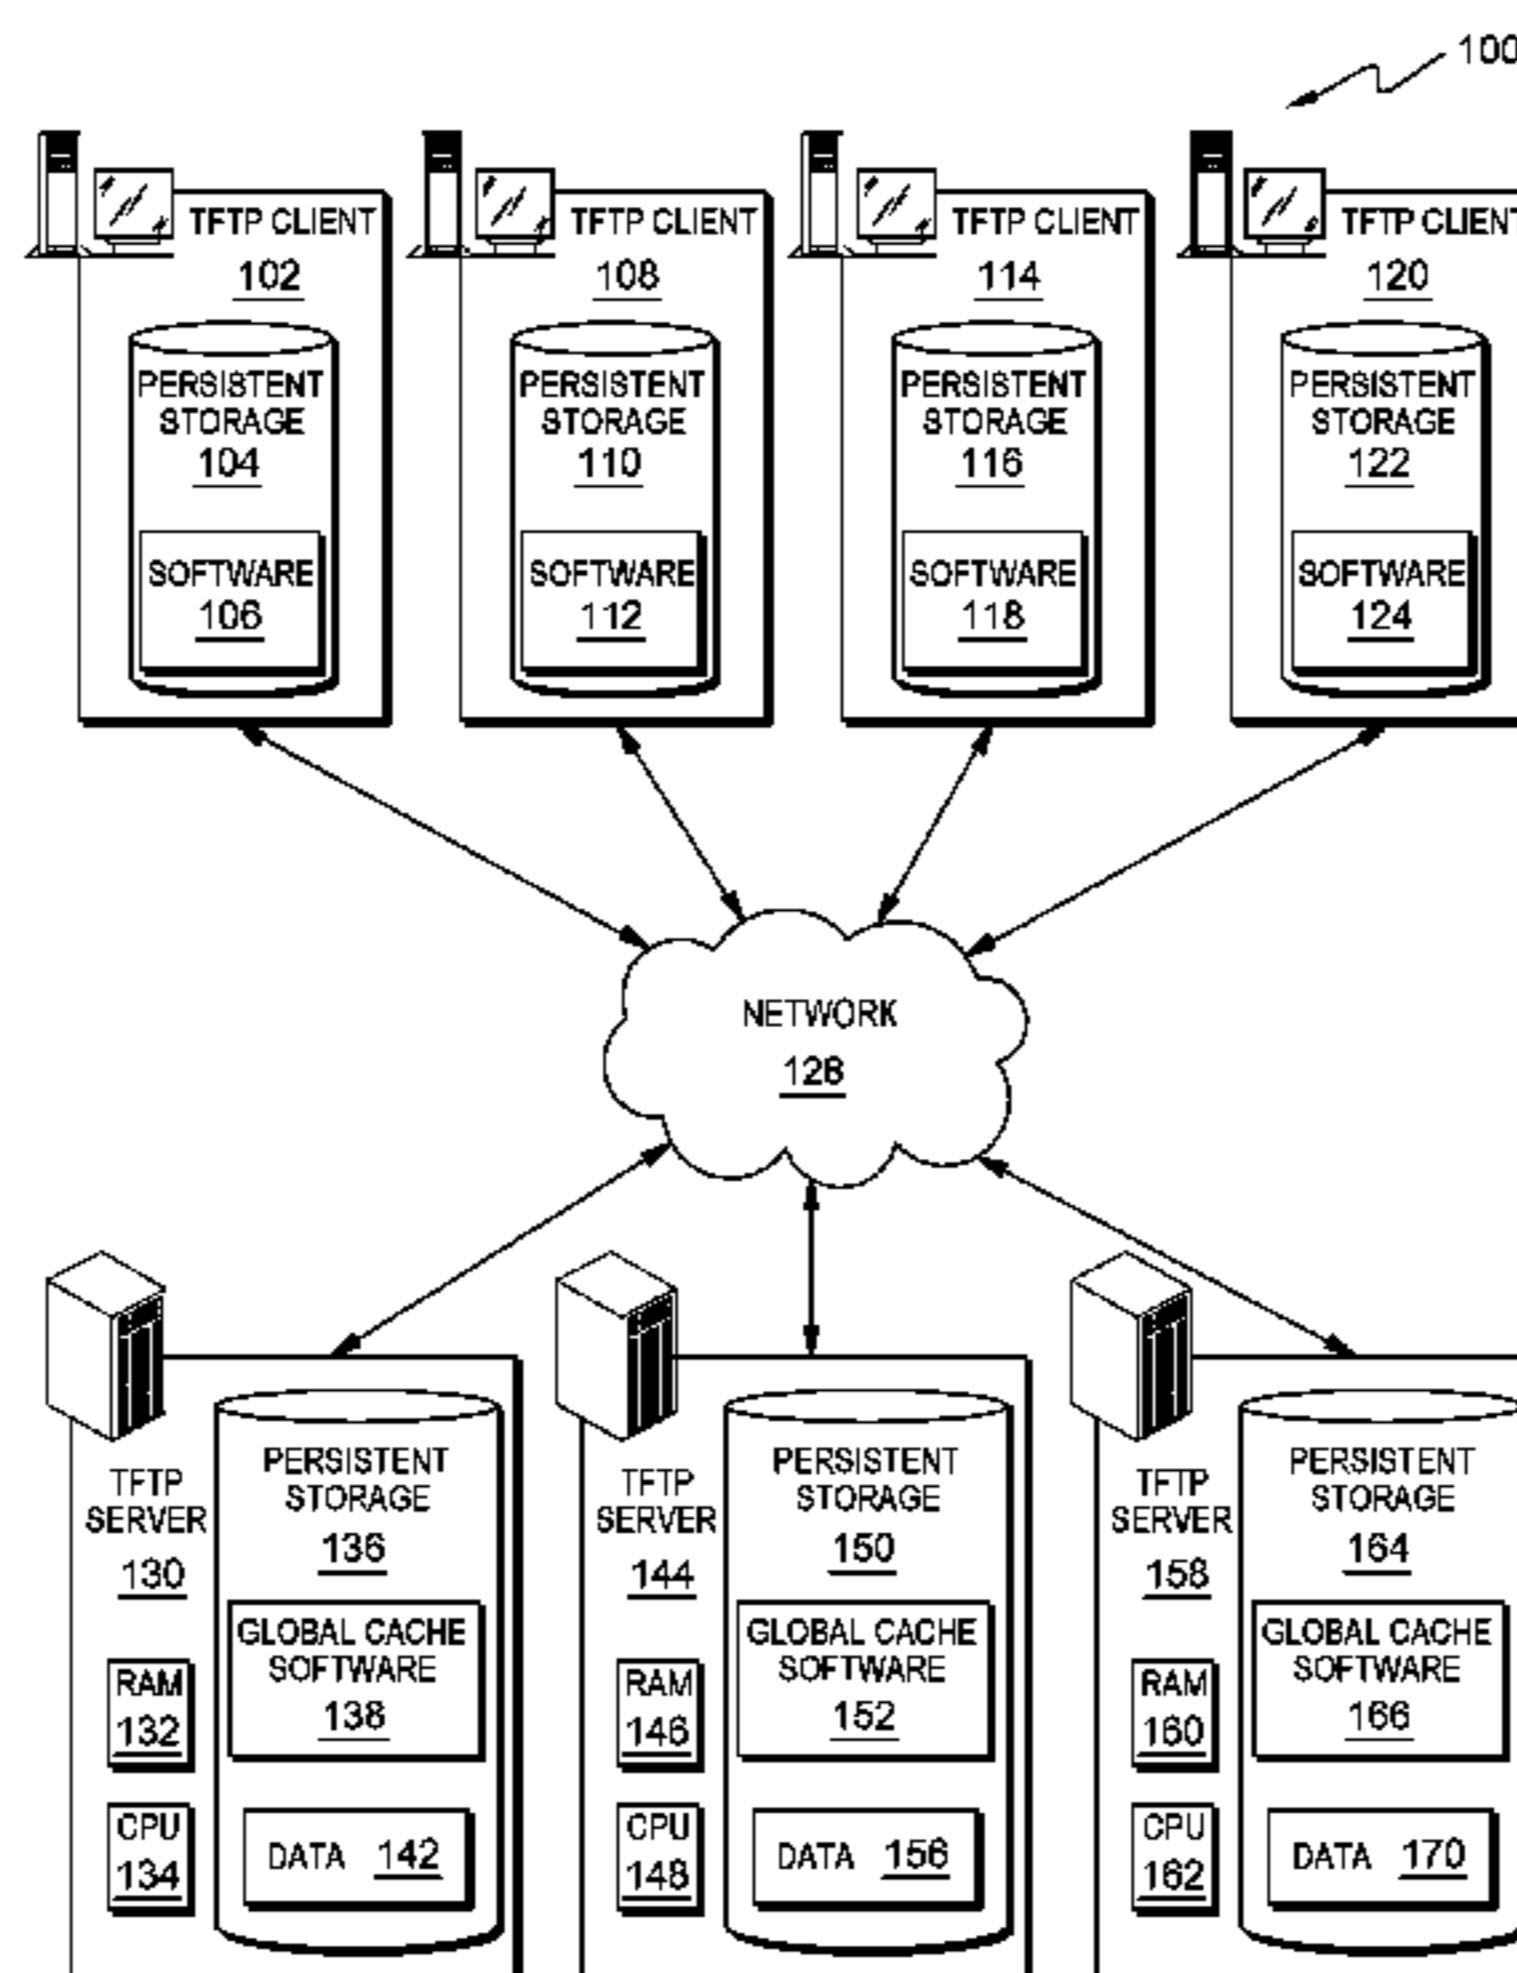 100
TFTP CLIENT
102
PERSISTENT
STORAGE
104
SOFTWARE
106
TFTP CLIENT
108
PERSISTENT
STORAGE
110
SOFTWARE
112
TFTP CLIENT
114
PERSISTENT
STORAGE
116
SOFTWARE
118
TFTP CLIENT
120
PERSISTENT
STORAGE
122
SOFTWARE
124
NETWORK
128
TFTP
SERVER
130
RAM
132
CPU
134
PERSISTENT
STORAGE
136
GLOBAL CACHE
SOFTWARE
138
DATA 142
TFTP
SERVER
144
RAM
146
CPU
148
PERSISTENT
STORAGE
150
GLOBAL CACHE
SOFTWARE
152
DATA 156
TFTP
SERVER
158
RAM
160
CPU
162
PERSISTENT
STORAGE
164
GLOBAL CACHE
SOFTWARE
166
DATA 170